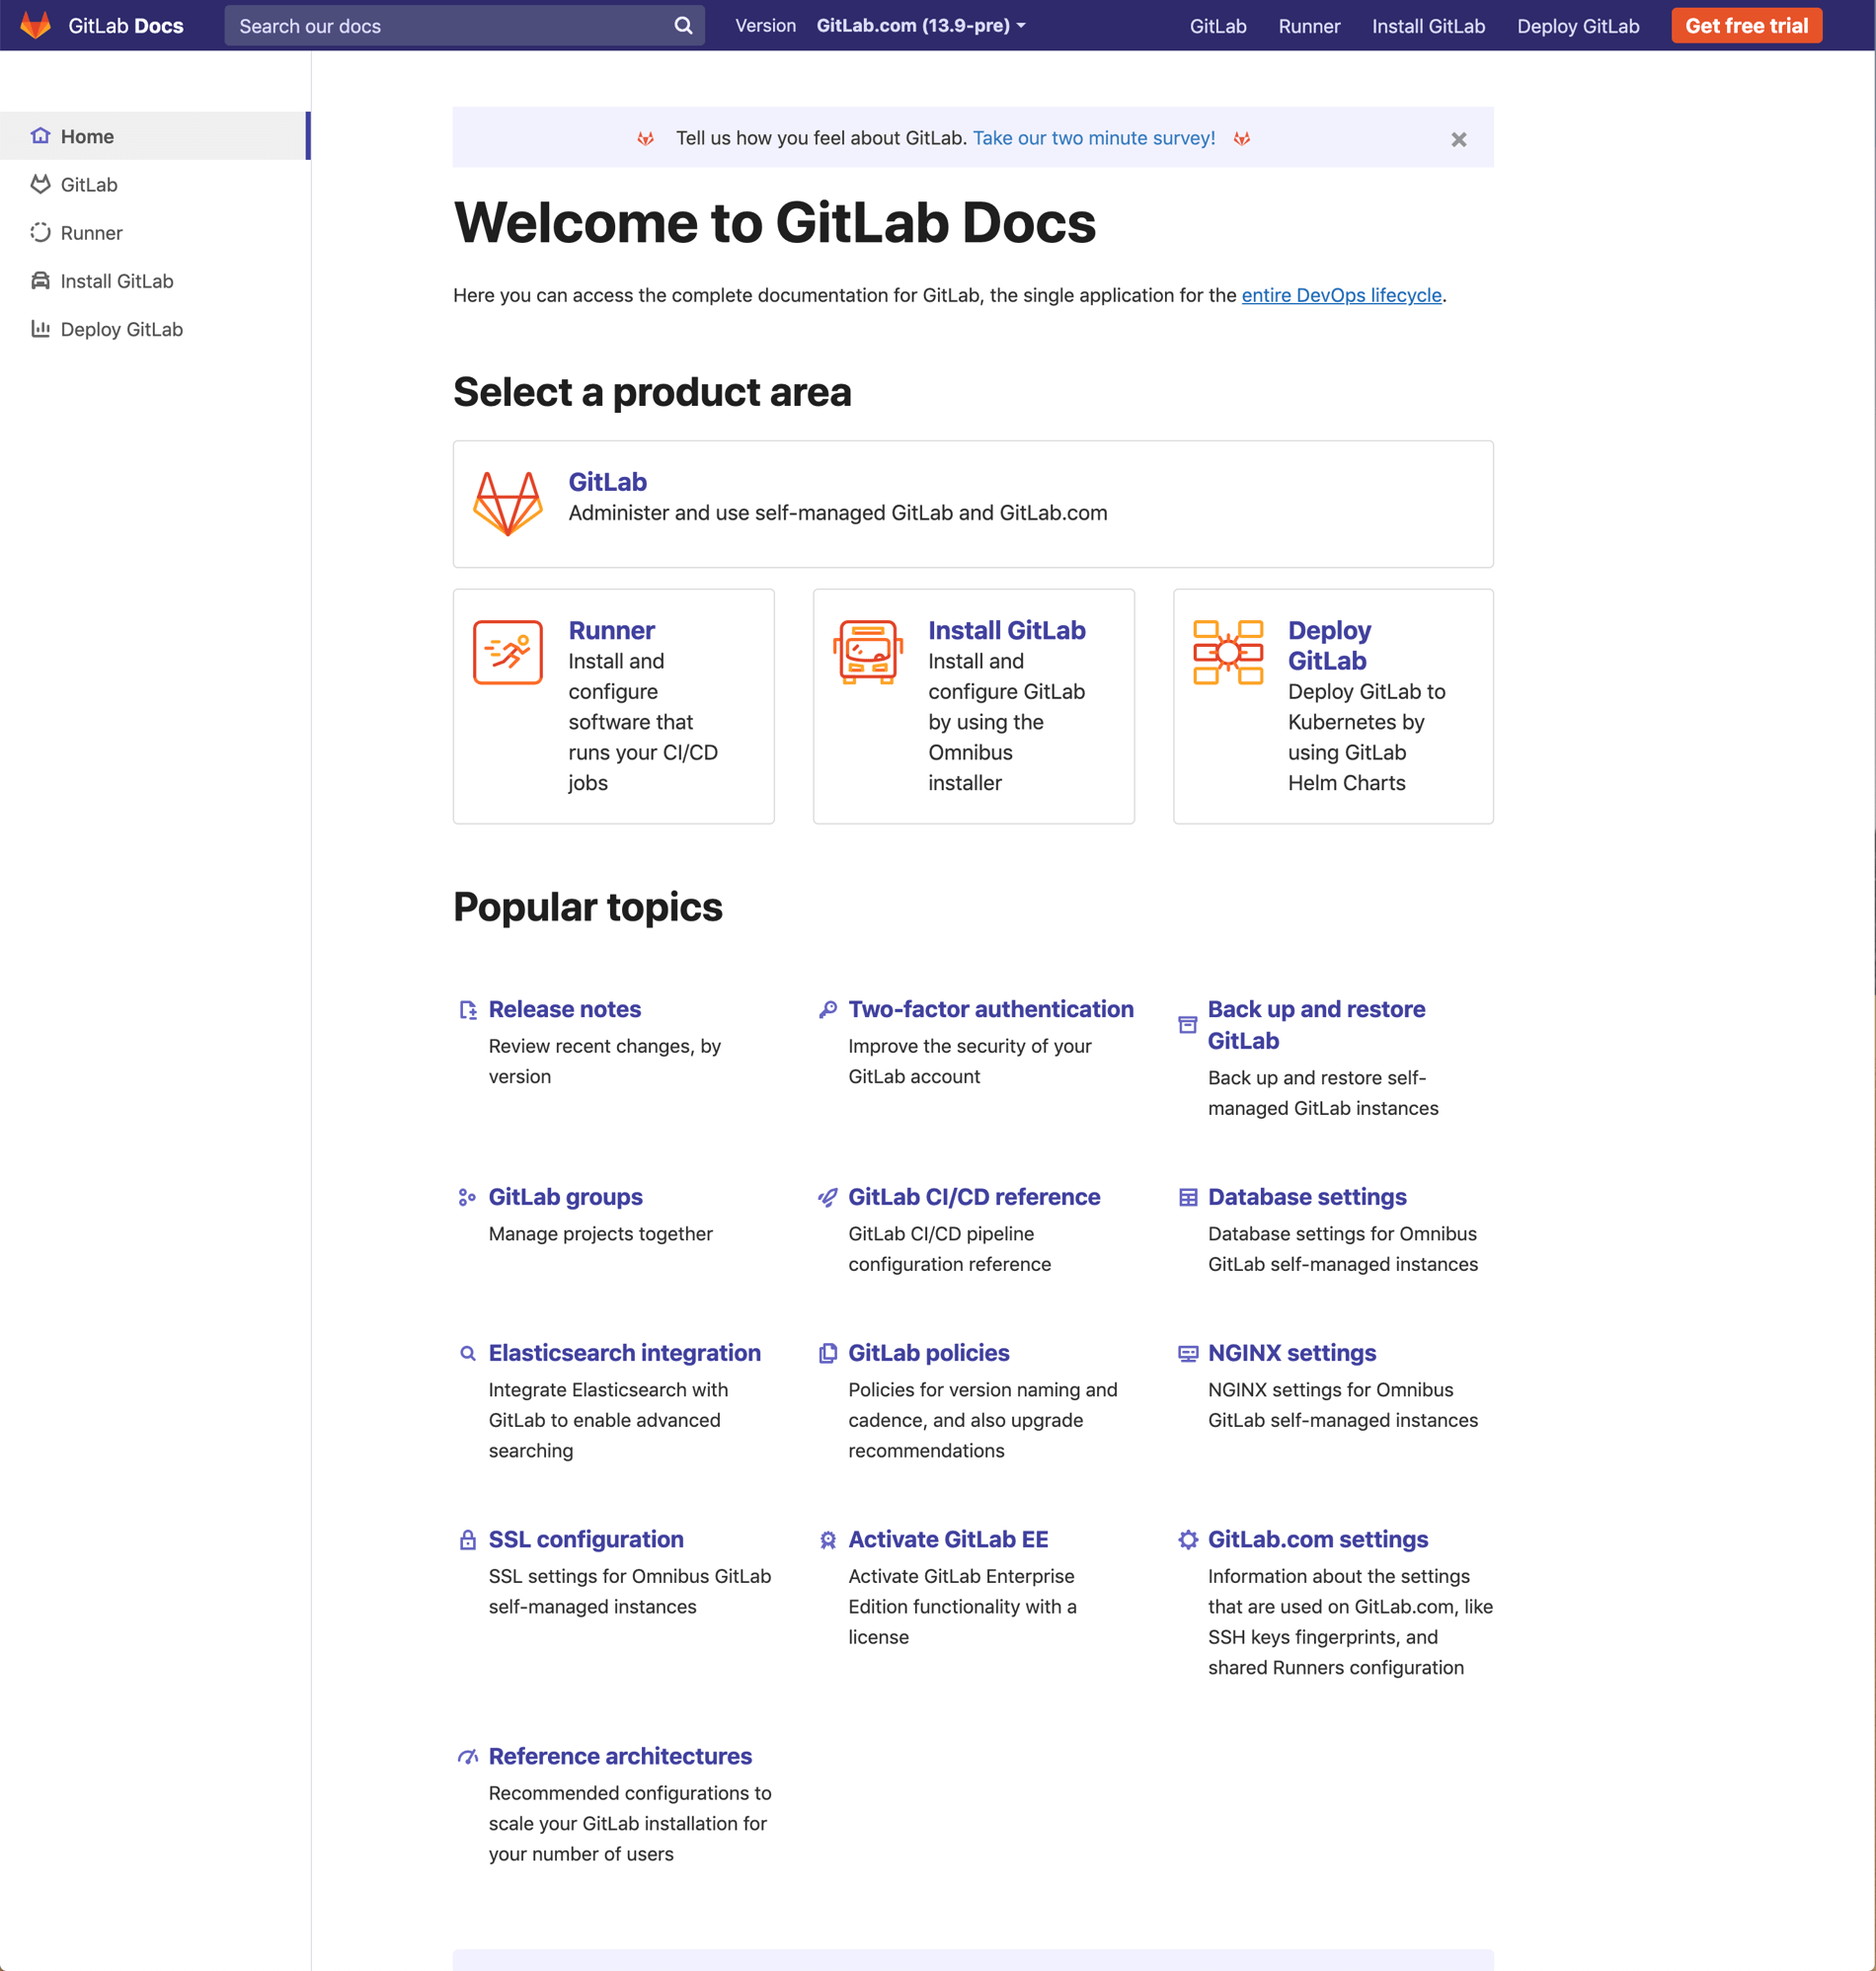 GitLab Docs
Search our docs
Version GitLab.com (13.9-pre)
GitLab
Runner
Install GitLab
Deploy GitLab
Get free trial
Home
GitLab
Runner
Install GitLab
Deploy GitLab
Tell us how you feel about GitLab. Take our two minute survey!
Welcome to GitLab Docs
Here you can access the complete documentation for GitLab, the single application for the entire DevOps lifecycle.
Select a product area
GitLab
Administer and use self-managed GitLab and GitLab.com
Runner
Install and
configure
software that
runs your CI/CD
jobs
Install GitLab
Install and
configure GitLab
by using the
Omnibus
installer
Deploy
GitLab
Deploy GitLab to
Kubernetes by
using GitLab
Helm Charts
Popular topics
Release notes
Review recent changes, by
version
Two-factor authentication
Improve the security of your
GitLab account
Back up and restore
GitLab
Back up and restore self-
managed GitLab instances
GitLab groups
Manage projects together
GitLab CI/CD reference
GitLab CI/CD pipeline
configuration reference
Database settings
Database settings for Omnibus
GitLab self-managed instances
Elasticsearch integration
Integrate Elasticsearch with
GitLab to enable advanced
searching
GitLab policies
Policies for version naming and
cadence, and also upgrade
recommendations
NGINX settings
NGINX settings for Omnibus
GitLab self-managed instances
SSL configuration
SSL settings for Omnibus GitLab
self-managed instances
Activate GitLab EE
Activate GitLab Enterprise
Edition functionality with a
license
GitLab.com settings
Information about the settings
that are used on GitLab.com, like
SSH keys fingerprints, and
shared Runners configuration
Reference architectures
Recommended configurations to
scale your GitLab installation for
your number of users